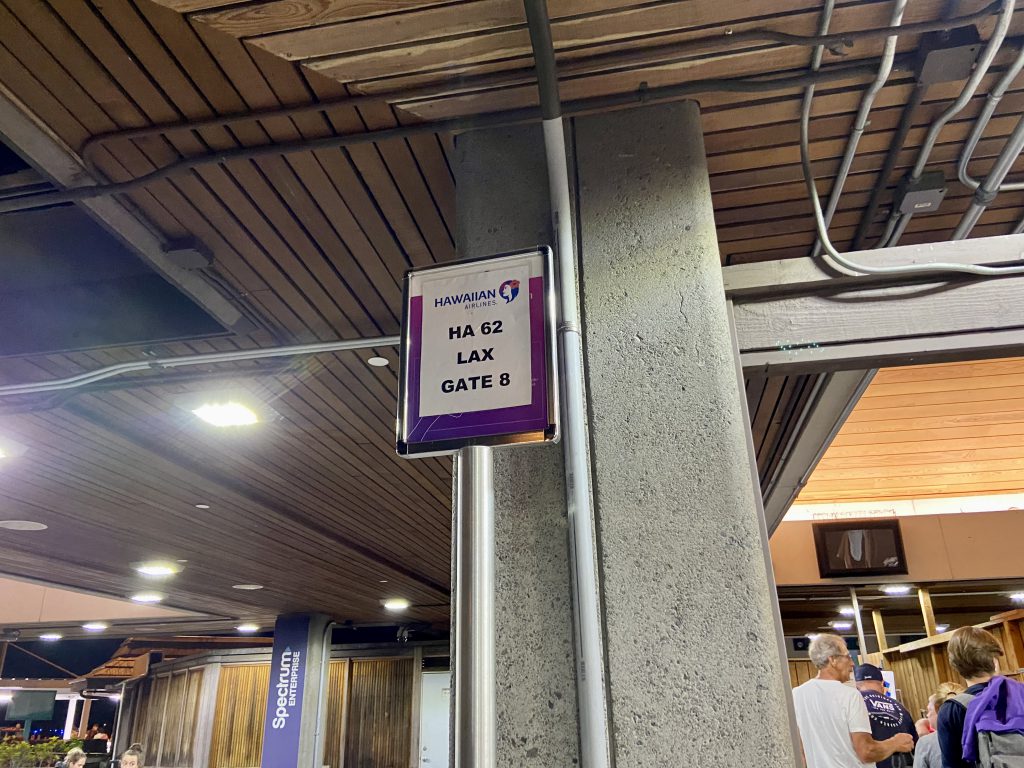 HAWAIIAN
AIRLINES.
HA 62
LAX
GATE 8
Spectrum
ENTERPRISE
VANS